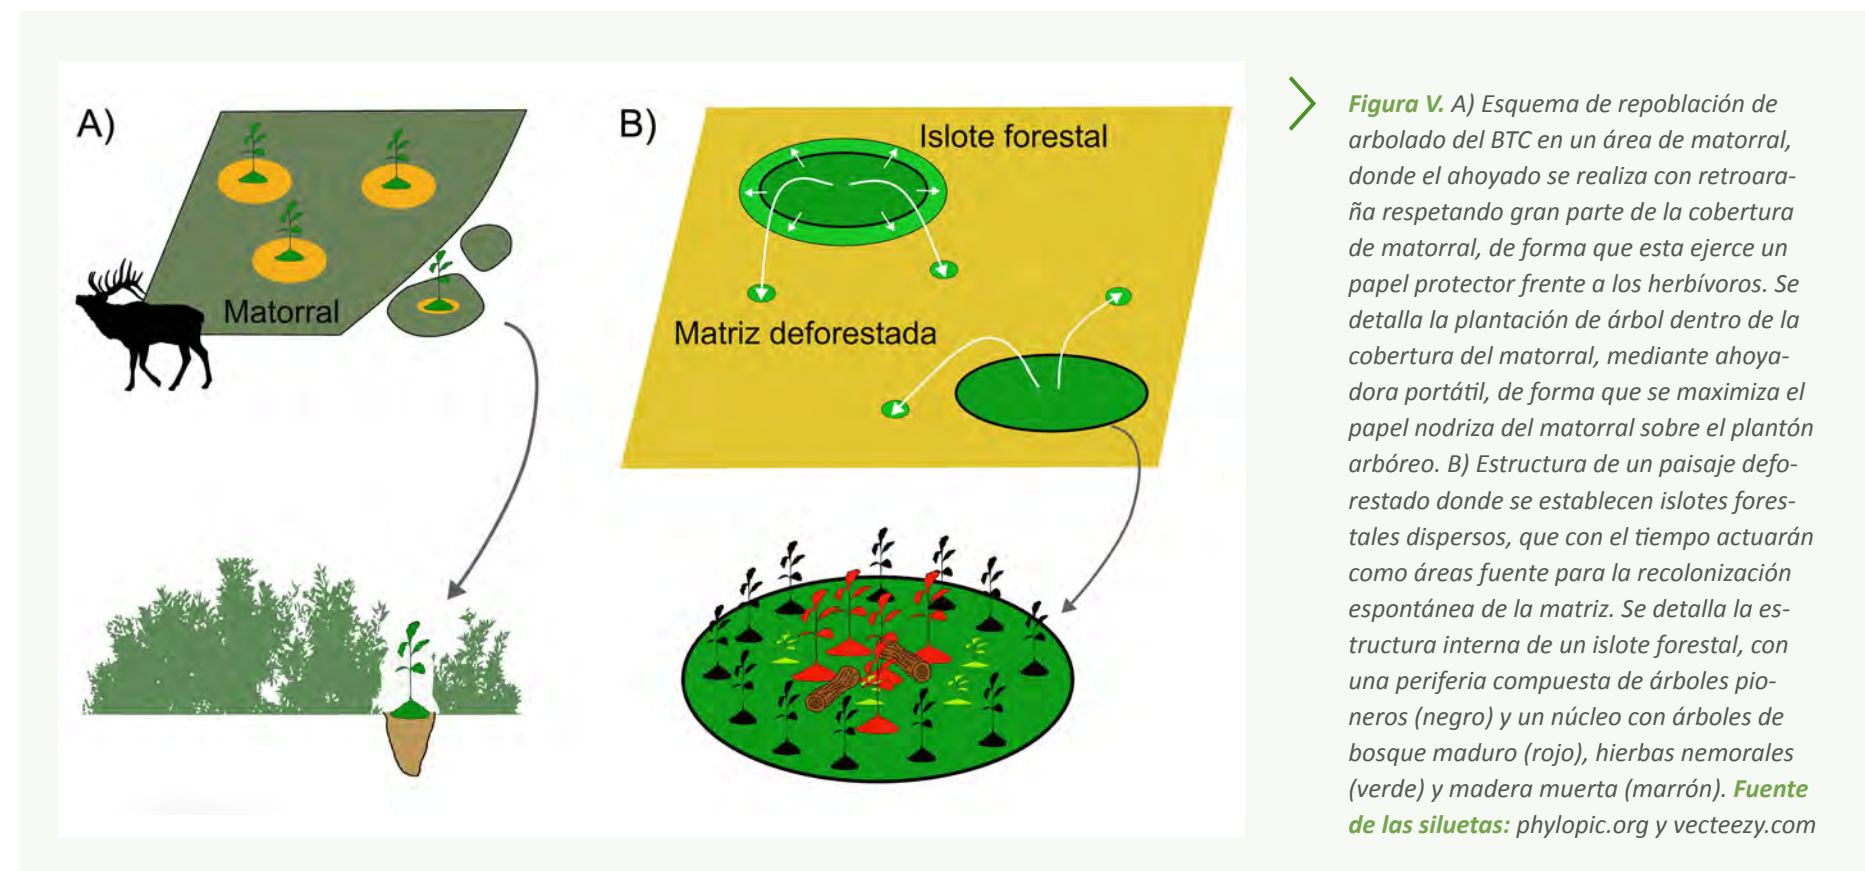 A)
Matorral
B)
Islote forestal
Matriz deforestada
Figura V. A) Esquema de repoblación de
arbolado del BTC en un área de matorral,
donde el ahoyado se realiza con retroara-
ña respetando gran parte de la cobertura
de matorral, de forma que esta ejerce un
papel protector frente a los herbívoros. Se
detalla la plantación de árbol dentro de la
cobertura del matorral, mediante ahoya-
dora portátil, de forma que se maximiza el
papel nodriza del matorral sobre el plantón
arbóreo. B) Estructura de un paisaje defo-
restado donde se establecen islotes fores-
tales dispersos, que con el tiempo actuarán
como áreas fuente para la recolonización
espontánea de la matriz. Se detalla la es-
tructura interna de un islote forestal, con
una periferia compuesta de árboles pio-
neros (negro) y un núcleo con árboles de
bosque maduro (rojo), hierbas nemorales
(verde) y madera muerta (marrón). Fuente
de las siluetas: phylopic.org y vecteezy.com